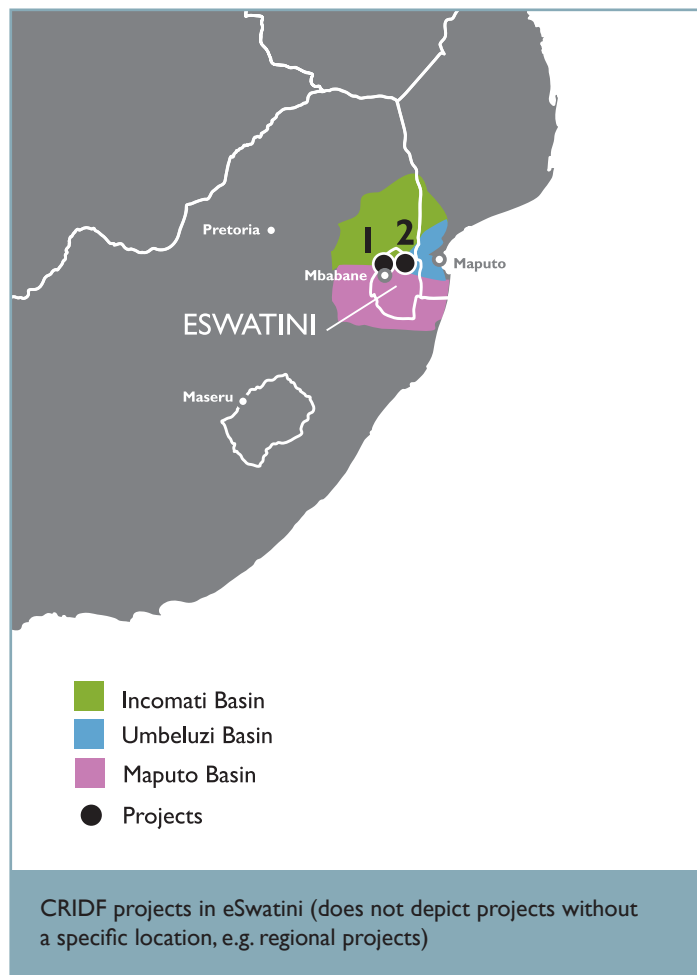 Pretoria
1
2
Mbabane
Maputo
ESWATINI
Maseru
Incomati Basin
Umbeluzi Basin
Maputo Basin
Projects
CRIDF projects in eSwatini (does not depict projects without
a specific location, e.g. regional projects)